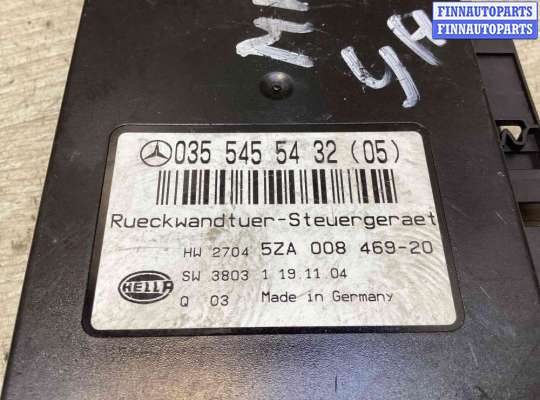 FINNAUTOPARTS
FINNAUTOPARTS
035 545 54 32 (05)
Rueckwandtuer-Steuergeraet
HW 2704 5ZA 008 469-20
SW 3803 1 19.11 04
HELLA
Q 03 Made in Germany